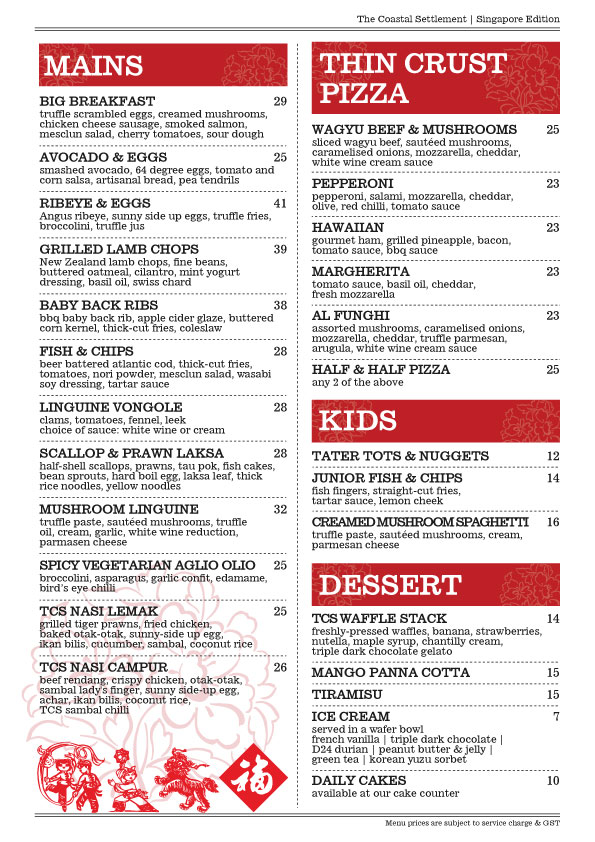 The Coastal Settlement | Singapore Edition
MAINS
BIG BREAKFAST 29
truffle scrambled eggs, creamed mushrooms,
chicken cheese sausage, smoked salmon,
mesclun salad, cherry tomatoes, sour dough
AVOCADO & EGGS 25
smashed avocado, 64 degree eggs, tomato and
corn salsa, artisanal bread, pea tendrils
RIBEYE & EGGS 41
Angus ribeye, sunny side up eggs, truffle fries,
broccolini, truffle jus
GRILLED LAMB CHOPS 39
New Zealand lamb chops, fine beans,
buttered oatmeal, cilantro, mint yogurt
dressing, basil oil, swiss chard
BABY BACK RIBS 38
bbq baby back rib, apple cider glaze, buttered
corn kernel, thick-cut fries, coleslaw
FISH & CHIPS 28
beer battered atlantic cod, thick-cut fries,
tomatoes, nori powder, mesclun salad, wasabi
soy dressing, tartar sauce
LINGUINE VONGOLE 28
clams, tomatoes, fennel, leek
choice of sauce: white wine or cream
SCALLOP & PRAWN LAKSA 28
half-shell scallops, prawns, tau pok, fish cakes,
bean sprouts, hard boil egg, laksa leaf, thick
rice noodles, yellow noodles
MUSHROOM LINGUINE 32
truffle paste, sautéed mushrooms, truffle
oil, cream, garlic, white wine reduction,
parmasen cheese
SPICY VEGETARIAN AGLIO OLIO 25
broccolini, asparagus, garlic confit, edamame,
bird's eye chilli
TCS NASI LEMAK 25
grilled tiger prawns, fried chicken,
baked otak-otak, sunny-side up egg,
ikan bilis, cucumber, sambal, coconut rice
TCS NASI CAMPUR 26
beef rendang, crispy chicken, otak-otak,
sambal lady's finger, sunny side-up egg,
achar, ikan bilis, coconut rice,
TCS sambal chilli
福
THIN CRUST
PIZZA
WAGYU BEEF & MUSHROOMS 25
sliced wagyu beef, sautéed mushrooms,
caramelised onions, mozzarella, cheddar,
white wine cream sauce
PEPPERONI 23
pepperoni, salami, mozzarella, cheddar,
olive, red chilli, tomato sauce
HAWAIIAN 23
gourmet ham, grilled pineapple, bacon,
tomato sauce, bbq sauce
MARGHERITA 23
tomato sauce, basil oil, cheddar,
fresh mozzarella
AL FUNGHI 23
assorted mushrooms, caramelised onions,
mozzarella, cheddar, truffle parmesan,
arugula, white wine cream sauce
HALF & HALF PIZZA 25
any 2 of the above
KIDS
TATER TOTS & NUGGETS 12
JUNIOR FISH & CHIPS 14
fish fingers, straight-cut fries,
tartar sauce, lemon cheek
CREAMED MUSHROOM SPAGHETTI 16
truffle paste, sautéed mushrooms, cream,
parmesan cheese
DESSERT
TCS WAFFLE STACK 14
freshly-pressed waffles, banana, strawberries,
nutella, maple syrup, chantilly cream,
triple dark chocolate gelato
MANGO PANNA COTTA 15
TIRAMISU 15
ICE CREAM 7
served in a wafer bowl
french vanilla | triple dark chocolate |
D24 durian | peanut butter & jelly |
green tea | korean yuzu sorbet
DAILY CAKES 10
available at our cake counter
Menu prices are subject to service charge & GST